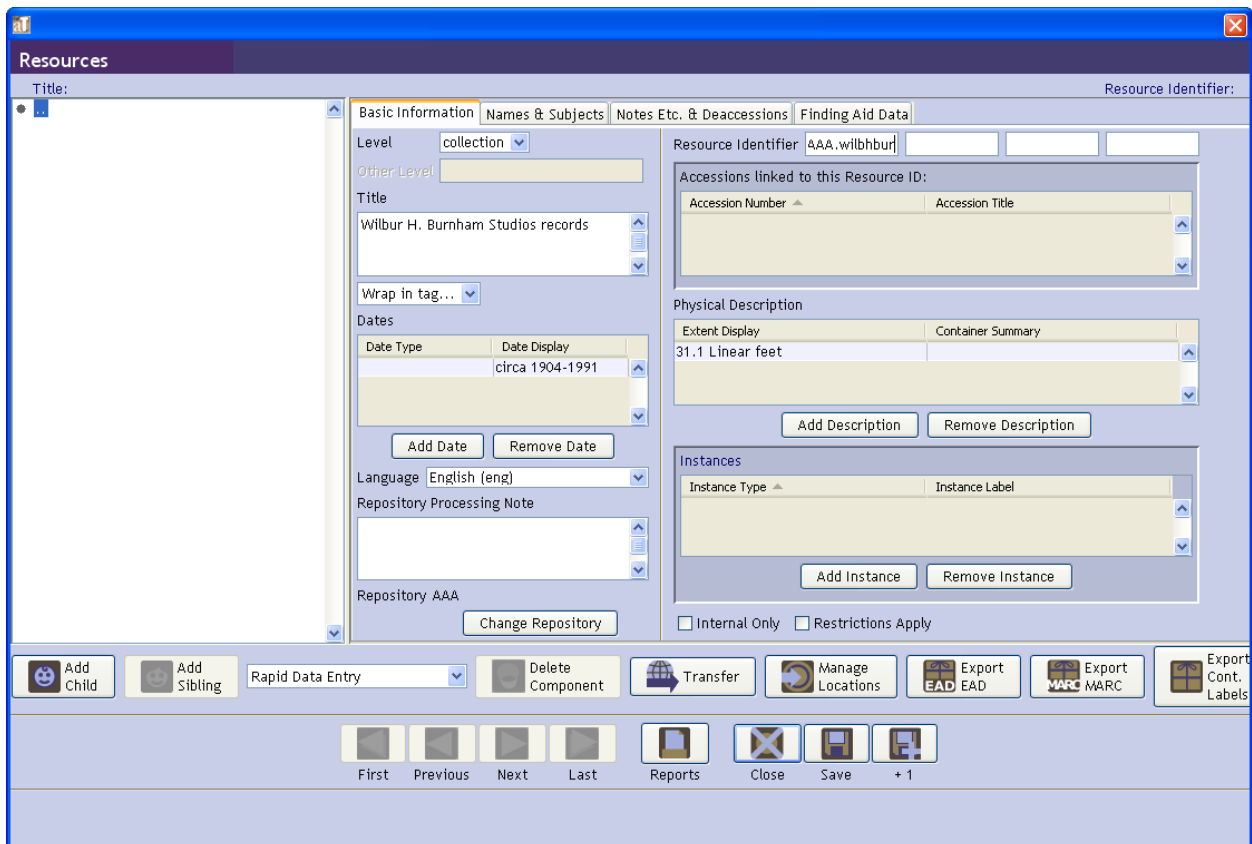 aT
Resources
Title:
Resource Identifier:
..
Basic Information
Names & Subjects
Notes Etc. & Deaccessions
Finding Aid Data
Level
collection
Other Level
Title
Wilbur H. Burnham Studios records
Wrap in tag...
Dates
Date Type
Date Display
circa 1904-1991
Add Date
Remove Date
Language
English (eng)
Repository Processing Note
Repository AAA
Change Repository
Resource Identifier
AAA.wilbhbur
Accessions linked to this Resource ID:
Accession Number
Accession Title
Physical Description
Extent Display
Container Summary
31.1 Linear feet
Add Description
Remove Description
Instances
Instance Type
Instance Label
Add Instance
Remove Instance
Internal Only
Restrictions Apply
Add
Child
Add
Sibling
Rapid Data Entry
Delete
Component
Transfer
Manage
Locations
EAD
Export
EAD
MARC
Export
MARC
Export
Cont.
Labels
First
Previous
Next
Last
Reports
Close
Save
+ 1